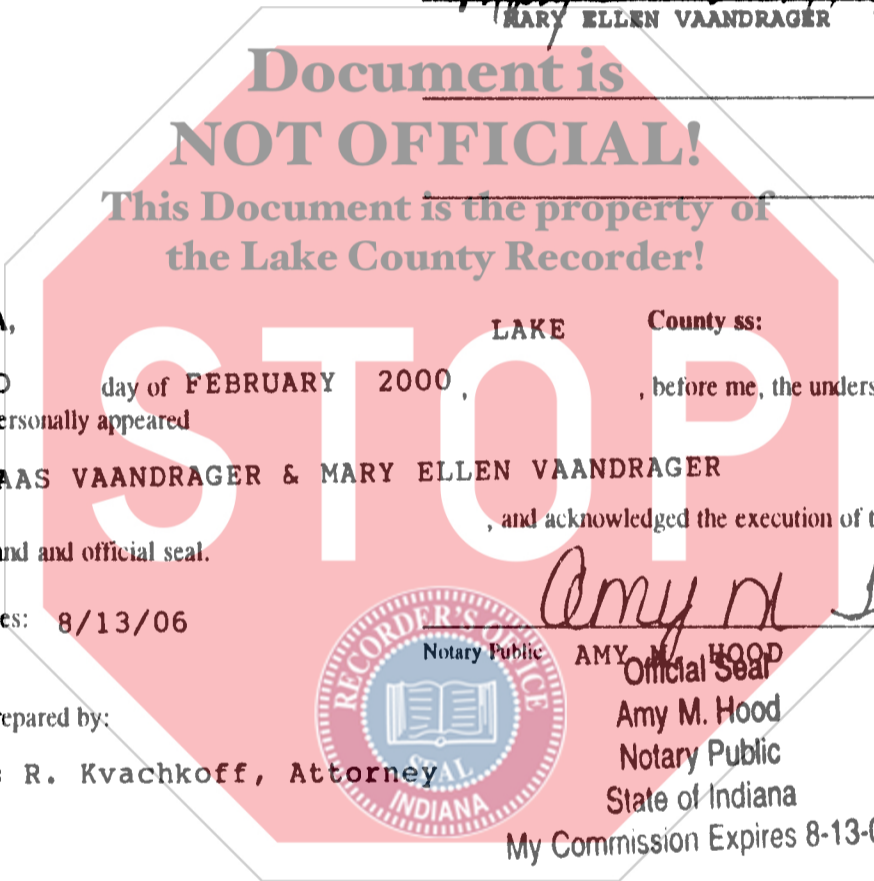 MARY ELLEN VAANDRAGER
Document is
NOT OFFICIAL!
This Document is the property of
the Lake County Recorder!
STOP
A, LAKE County ss:
D day of FEBRUARY 2000, , before me, the unders
ersonally appeared
AAS VAANDRAGER & MARY ELLEN VAANDRAGER
, and acknowledged the execution of t
and and official seal.
Amy M
es: 8/13/06
Notary Public AMY M. HOOD
Official Seal
Amy M. Hood
Notary Public
State of Indiana
My Commission Expires 8-13-0
epared by:
R. Kvachkoff, Attorney
RECORDER'S OFFICE
SEAL
INDIANA